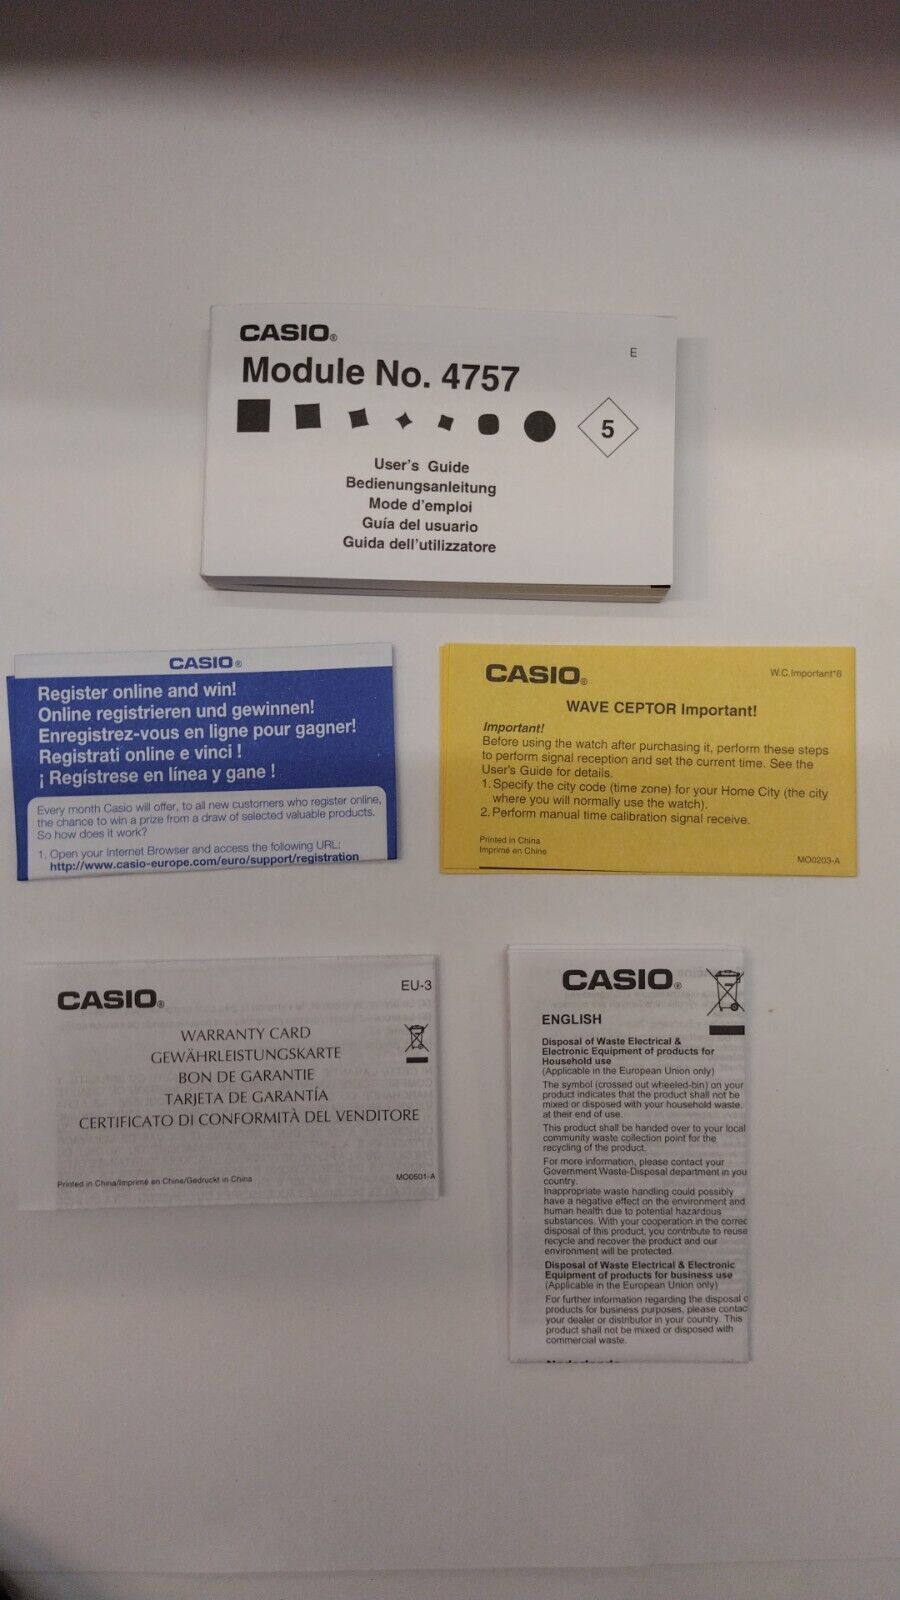 CASIO®
E
Module No. 4757
5
User's Guide
Bedienungsanleitung
Mode d'emploi
Guía del usuario
Guida dell'utilizzatore
CASIO®
Register online and win!
Online registrieren und gewinnen!
Enregistrez-vous en ligne pour gagner!
Registrati online e vinci !
¡ Regístrese en línea y gane !
Every month Casio will offer, to all new customers who register online,
the chance to win a prize from a draw of selected valuable products.
So how does it work?
1. Open your Internet Browser and access the following URL:
http://www.casio-europe.com/euro/support/registration
CASIO®
W.C.Important*6
WAVE CEPTOR Important!
Important!
Before using the watch after purchasing it, perform these steps
to perform signal reception and set the current time. See the
User's Guide for details.
1. Specify the city code (time zone) for your Home City (the city
where you will normally use the watch).
2. Perform manual time calibration signal receive.
Printed in China
Imprimé en Chine
MO0203-A
CASIO®
EU-3
WARRANTY CARD
GEWÄHRLEISTUNGSKARTE
BON DE GARANTIE
TARJETA DE GARANTÍA
CERTIFICATO DI CONFORMITÀ DEL VENDITORE
Printed in China/Imprimé en Chine/Gedruckt in China
MO0601-A
CASIO®
ENGLISH
Disposal of Waste Electrical &
Electronic Equipment of products for
Household use
(Applicable in the European Union only)
The symbol (crossed out wheeled-bin) on your
product indicates that the product shall not be
mixed or disposed with your household waste,
at their end of use.
This product shall be handed over to your local
community waste collection point for the
recycling of the product.
For more information, please contact your
Government Waste-Disposal department in you
country.
Inappropriate waste handling could possibly
have a negative effect on the environment and
human health due to potential hazardous
substances. With your cooperation in the correc
disposal of this product, you contribute to reuse
recycle and recover the product and our
environment will be protected.
Disposal of Waste Electrical & Electronic
Equipment of products for business use
(Applicable in the European Union only)
For further information regarding the disposal o
products for business purposes, please contac
your dealer or distributor in your country. This
product shall not be mixed or disposed with
commercial waste.